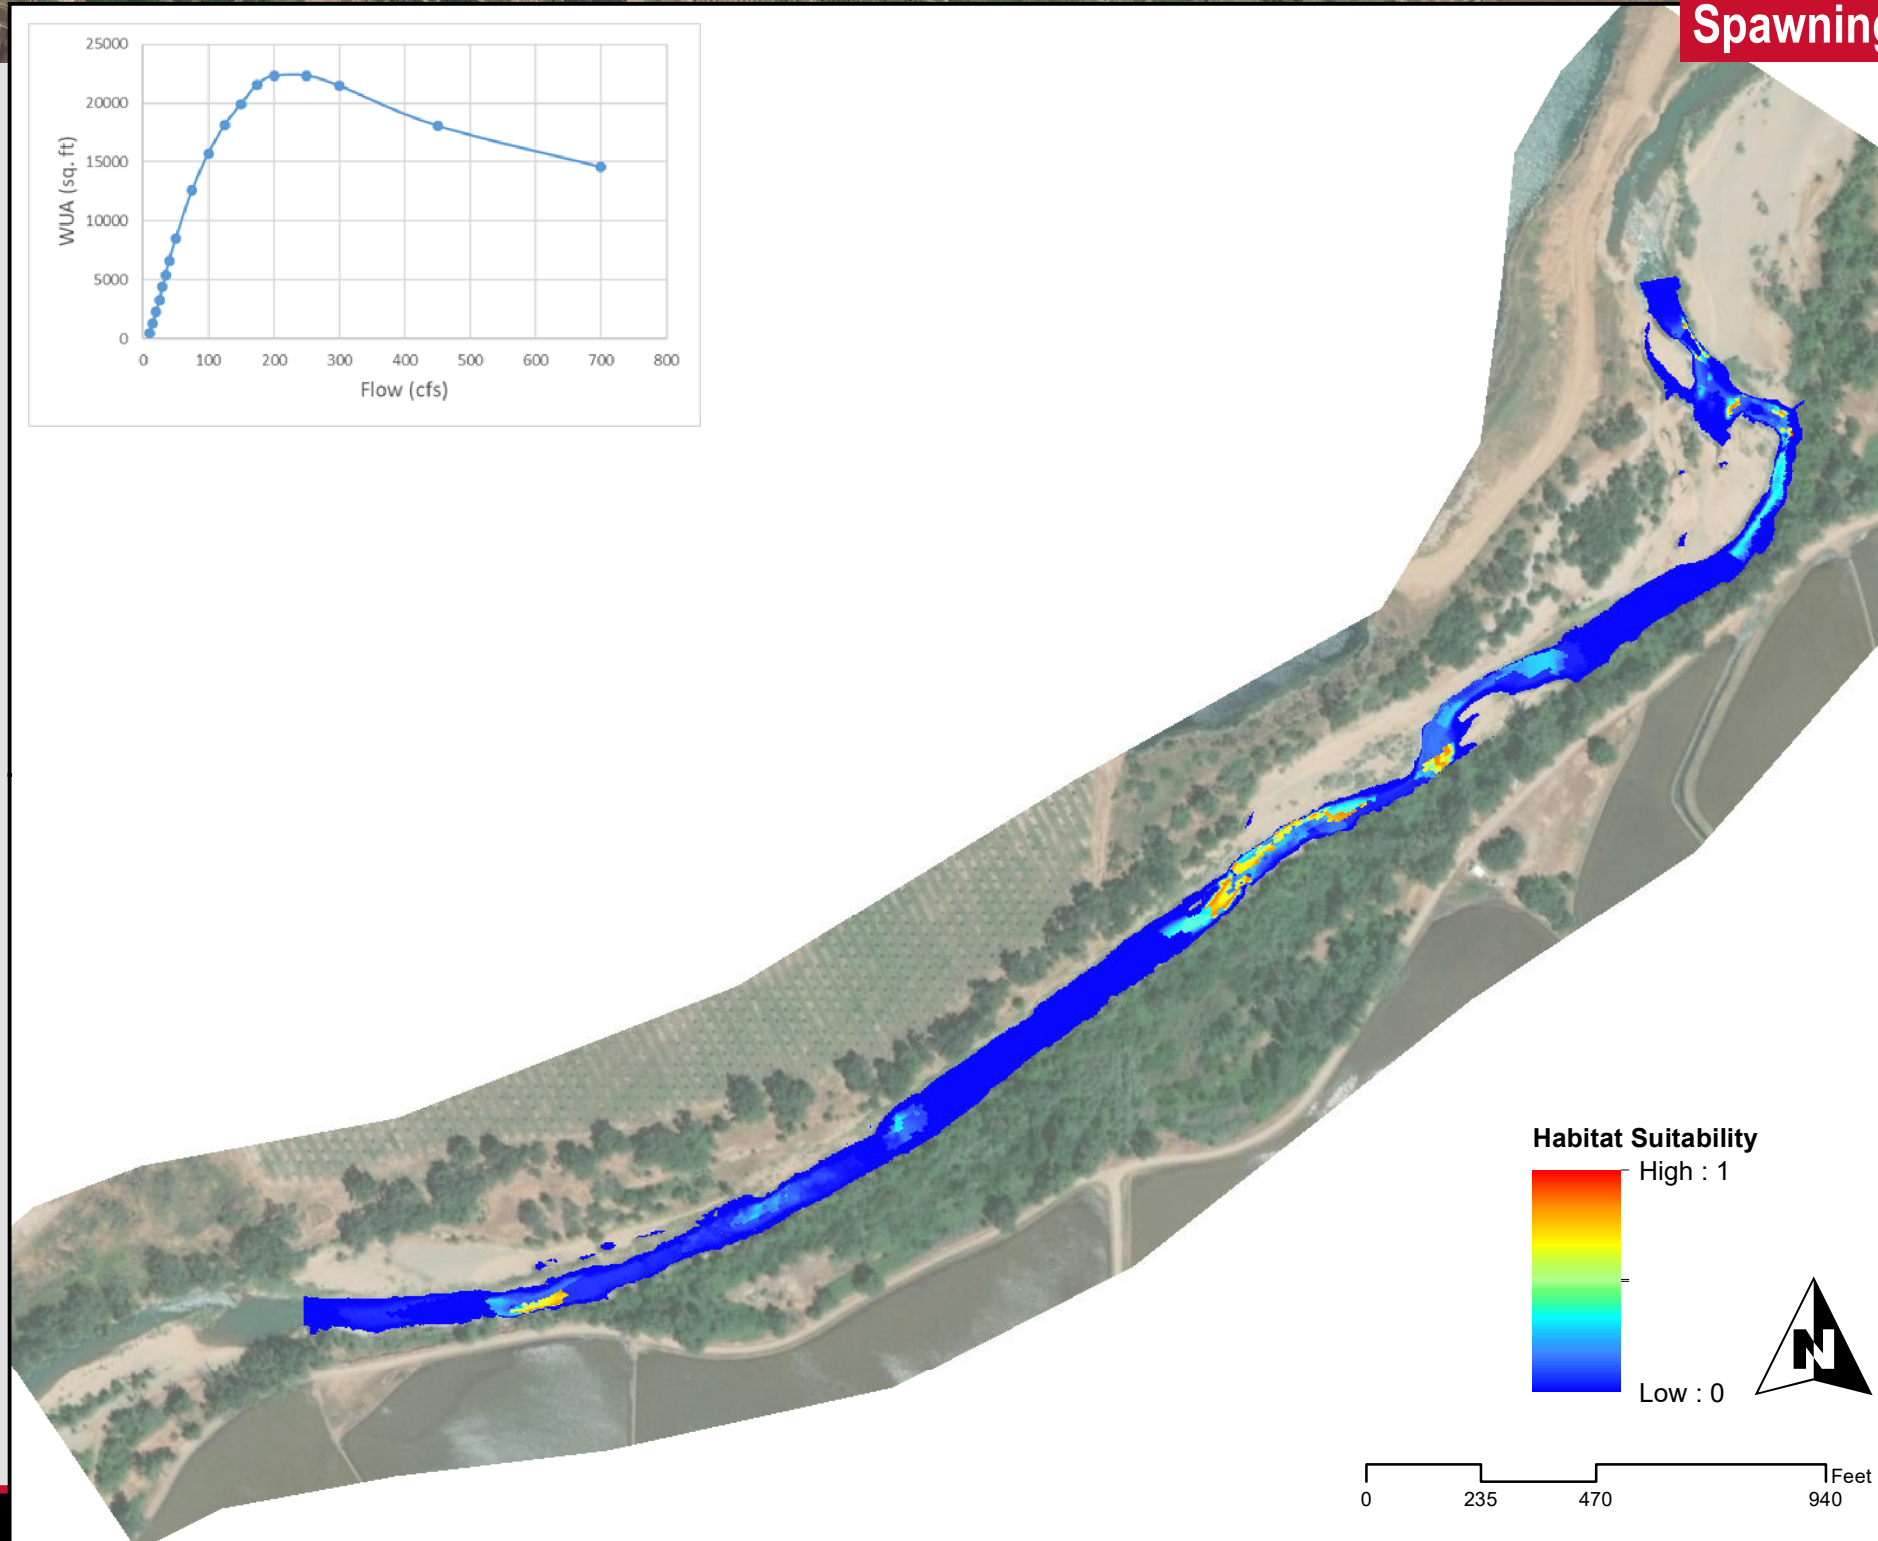 Spawning
25000
20000
15000
10000
5000
0
WUA (sq. ft)
0 100 200 300 400 500 600 700 800
Flow (cfs)
Habitat Suitability
High : 1
Low : 0
N
Feet
0 235 470 940